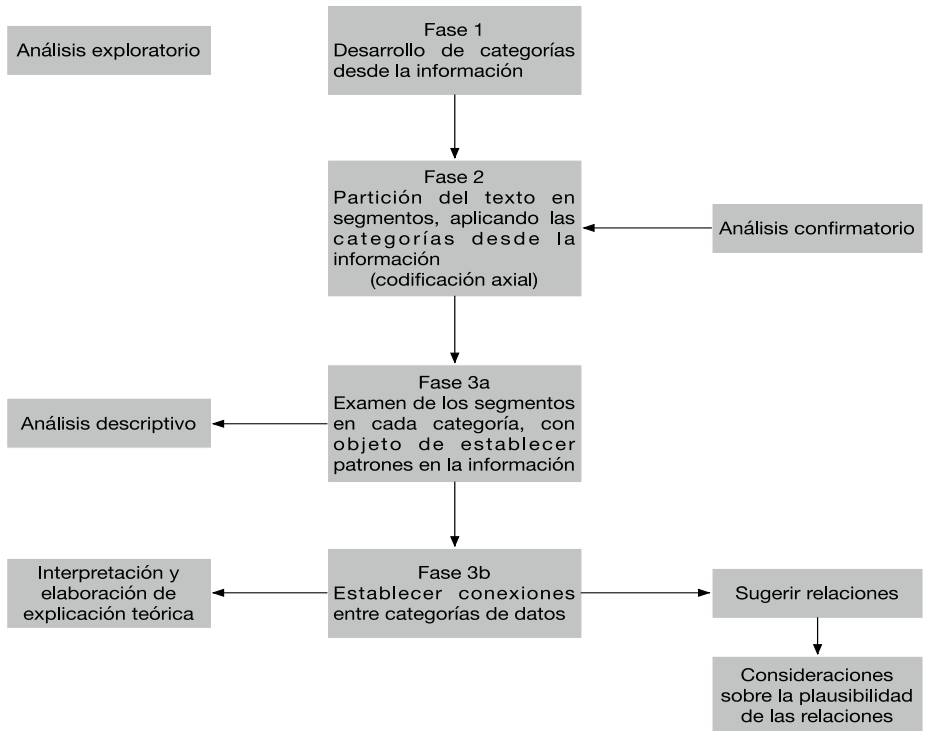 Análisis exploratorio
Fase 1
Desarrollo de categorías
desde la información
Fase 2
Partición del texto en
segmentos, aplicando las
categorías desde la
información
(codificación axial)
Análisis confirmatorio
Fase 3a
Examen de los segmentos
en cada categoría, con
objeto de establecer
patrones en la información
Análisis descriptivo
Interpretación y
elaboración de
explicación teórica
Fase 3b
Establecer conexiones
entre categorías de datos
Sugerir relaciones
Consideraciones
sobre la plausibilidad
de las relaciones